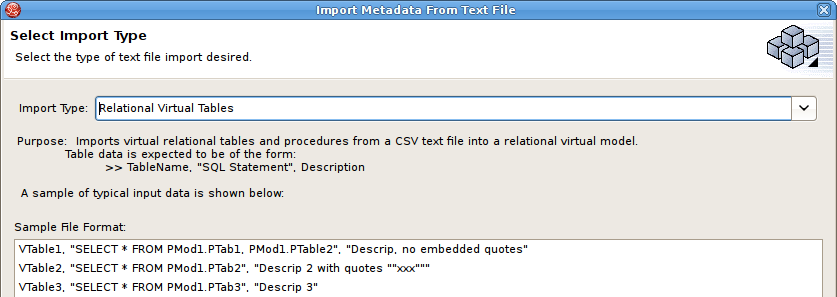 Import Metadata From Text File
Select Import Type
Select the type of text file import desired.
Import Type: Relational Virtual Tables
Purpose: Imports virtual relational tables and procedures from a CSV text file into a relational virtual model.
Table data is expected to be of the form:
>> TableName, "SQL Statement", Description
A sample of typical input data is shown below:
Sample File Format:
VTable1, "SELECT * FROM PMod1.PTab1, PMod1.PTable2", "Descrip, no embedded quotes"
VTable2, "SELECT * FROM PMod1.PTab2", "Descrip 2 with quotes ""xxx"""
VTable3, "SELECT * FROM PMod1.PTab3", "Descrip 3"